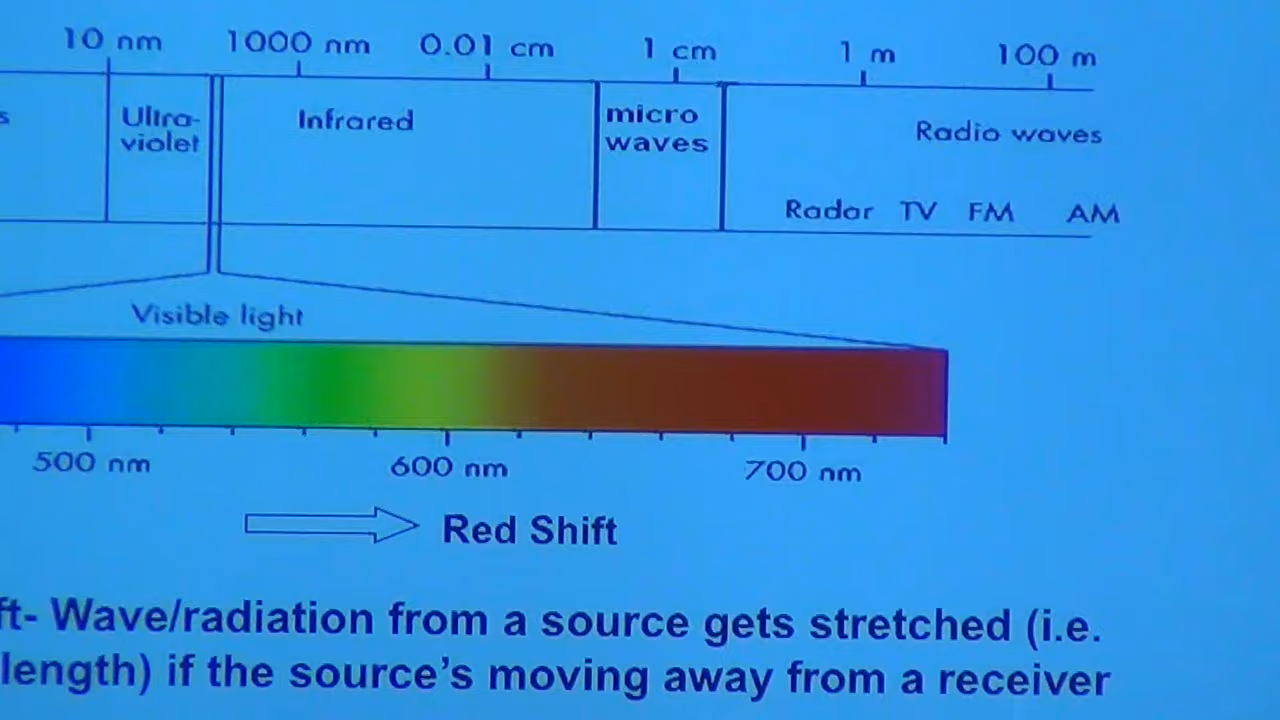 10 nm 1000 nm 0.01 cm 1 cm 1 m 100 m
s
Ultra-
violet
Infrared
micro
waves
Radio waves
Radar TV FM AM
Visible light
500 nm 600 nm 700 nm
Red Shift
ft- Wave/radiation from a source gets stretched (i.e.
length) if the source's moving away from a receiver